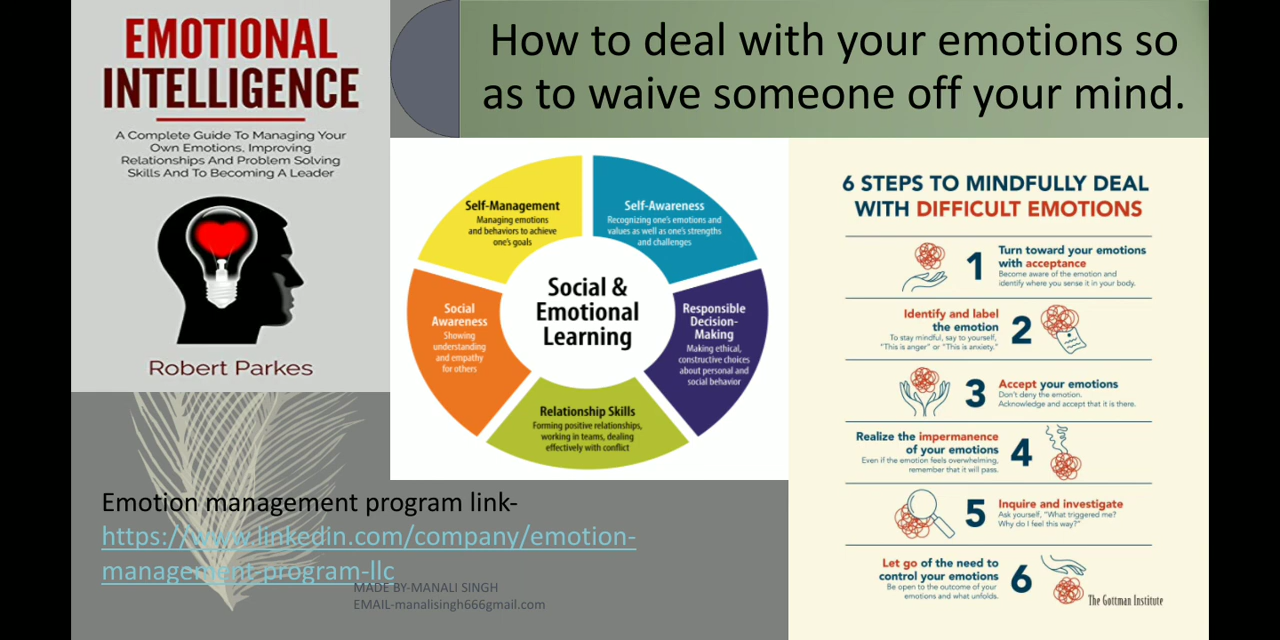 EMOTIONAL
INTELLIGENCE
A Complete Guide To Managing Your
Own Emotions, Improving
Relationships And Problem Solving
Skills And To Becoming A Leader
Robert Parkes
How to deal with your emotions so
as to waive someone off your mind.
Self-Management
Managing emotions
and behaviors to achieve
one's goals
Self-Awareness
Recognizing one's emotions and
values as well as one's strengths
and challenges
Social
Awareness
Showing
understanding
and empathy
for others
Social &
Emotional
Learning
Responsible
Decision-
Making
Making ethical,
constructive choices
about personal and
social behavior
Relationship Skills
Forming positive relationships,
working in teams, dealing
effectively with conflict
6 STEPS TO MINDFULLY DEAL
WITH DIFFICULT EMOTIONS
1
Turn toward your emotions
with acceptance
Become aware of the emotion and
identify where you sense it in your body.
Identify and label
the emotion
To stay mindful, say to yourself,
"This is anger" or "This is anxiety."
2
3
Accept your emotions
Don't deny the emotion.
Acknowledge and accept that it is there.
Realize the impermanence
of your emotions
Even if the emotion feels overwhelming,
remember that it will pass.
4
5
Inquire and investigate
Ask yourself, "What triggered me?
Why do I feel this way?"
Let go of the need to
control your emotions
Be open to the outcome of your
emotions and what unfolds.
6
The Gottman Institute
Emotion management program link-
https://www.linkedin.com/company/emotion-
management-program-llc
MADE BY-MANALI SINGH
EMAIL-manalisingh666gmail.com